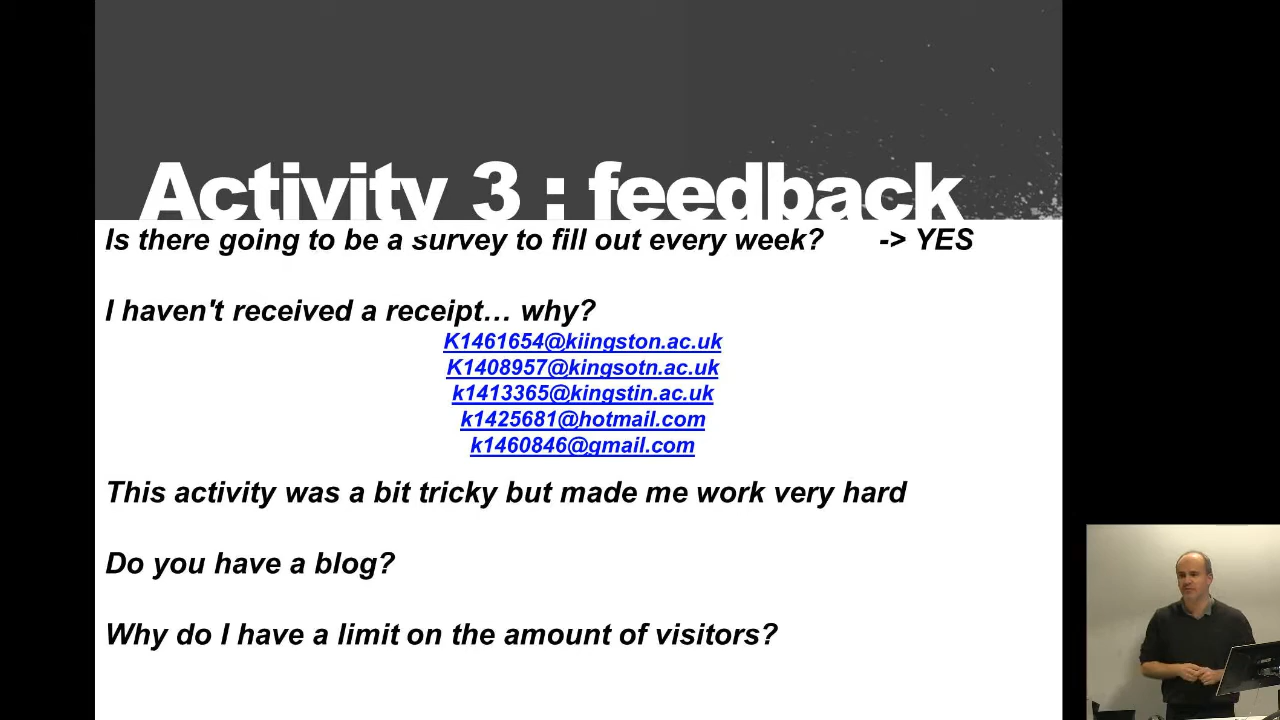 Activity 3 : feedback
Is there going to be a survey to fill out every week? -> YES
I haven't received a receipt… why?
K1461654@kiingston.ac.uk
K1408957@kingsotn.ac.uk
k1413365@kingstin.ac.uk
k1425681@hotmail.com
k1460846@gmail.com
This activity was a bit tricky but made me work very hard
Do you have a blog?
Why do I have a limit on the amount of visitors?